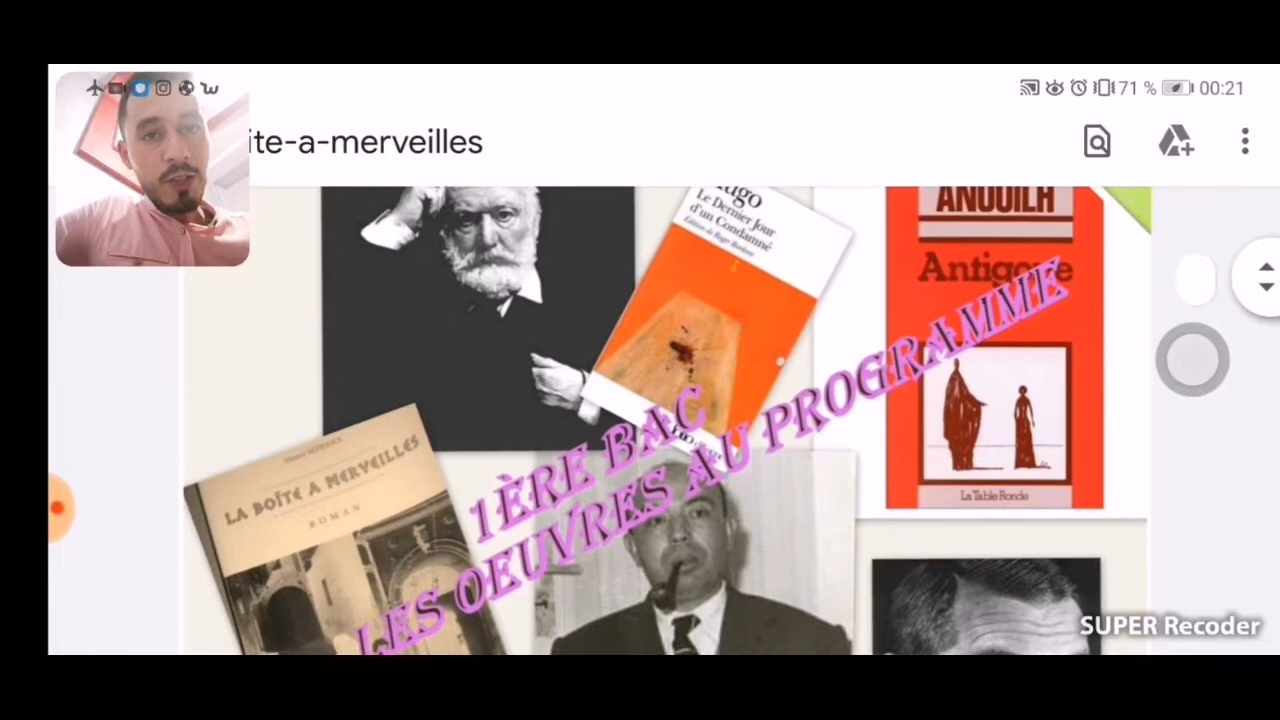 71 % 00:21
ite-a-merveilles
Le Dernier Jour
d'un Condamné
ANOUILH
Antigone
La Table Ronde
LA BOÎTE A MERVEILLES
ROMAN
1ÈRE BAC
LES OEUVRES AU PROGRAMME
SUPER Recoder